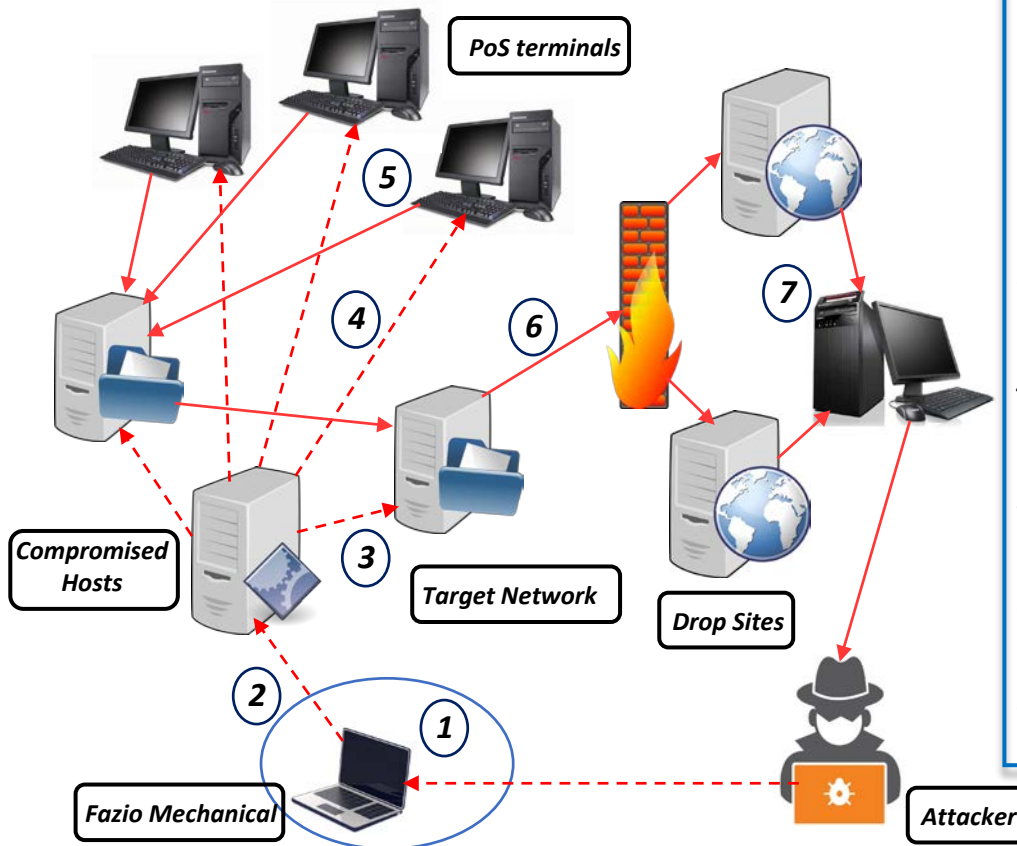 PoS terminals
5
4
6
7
Compromised
Hosts
3
Target Network
Drop Sites
2
1
Fazio Mechanical
Attacker